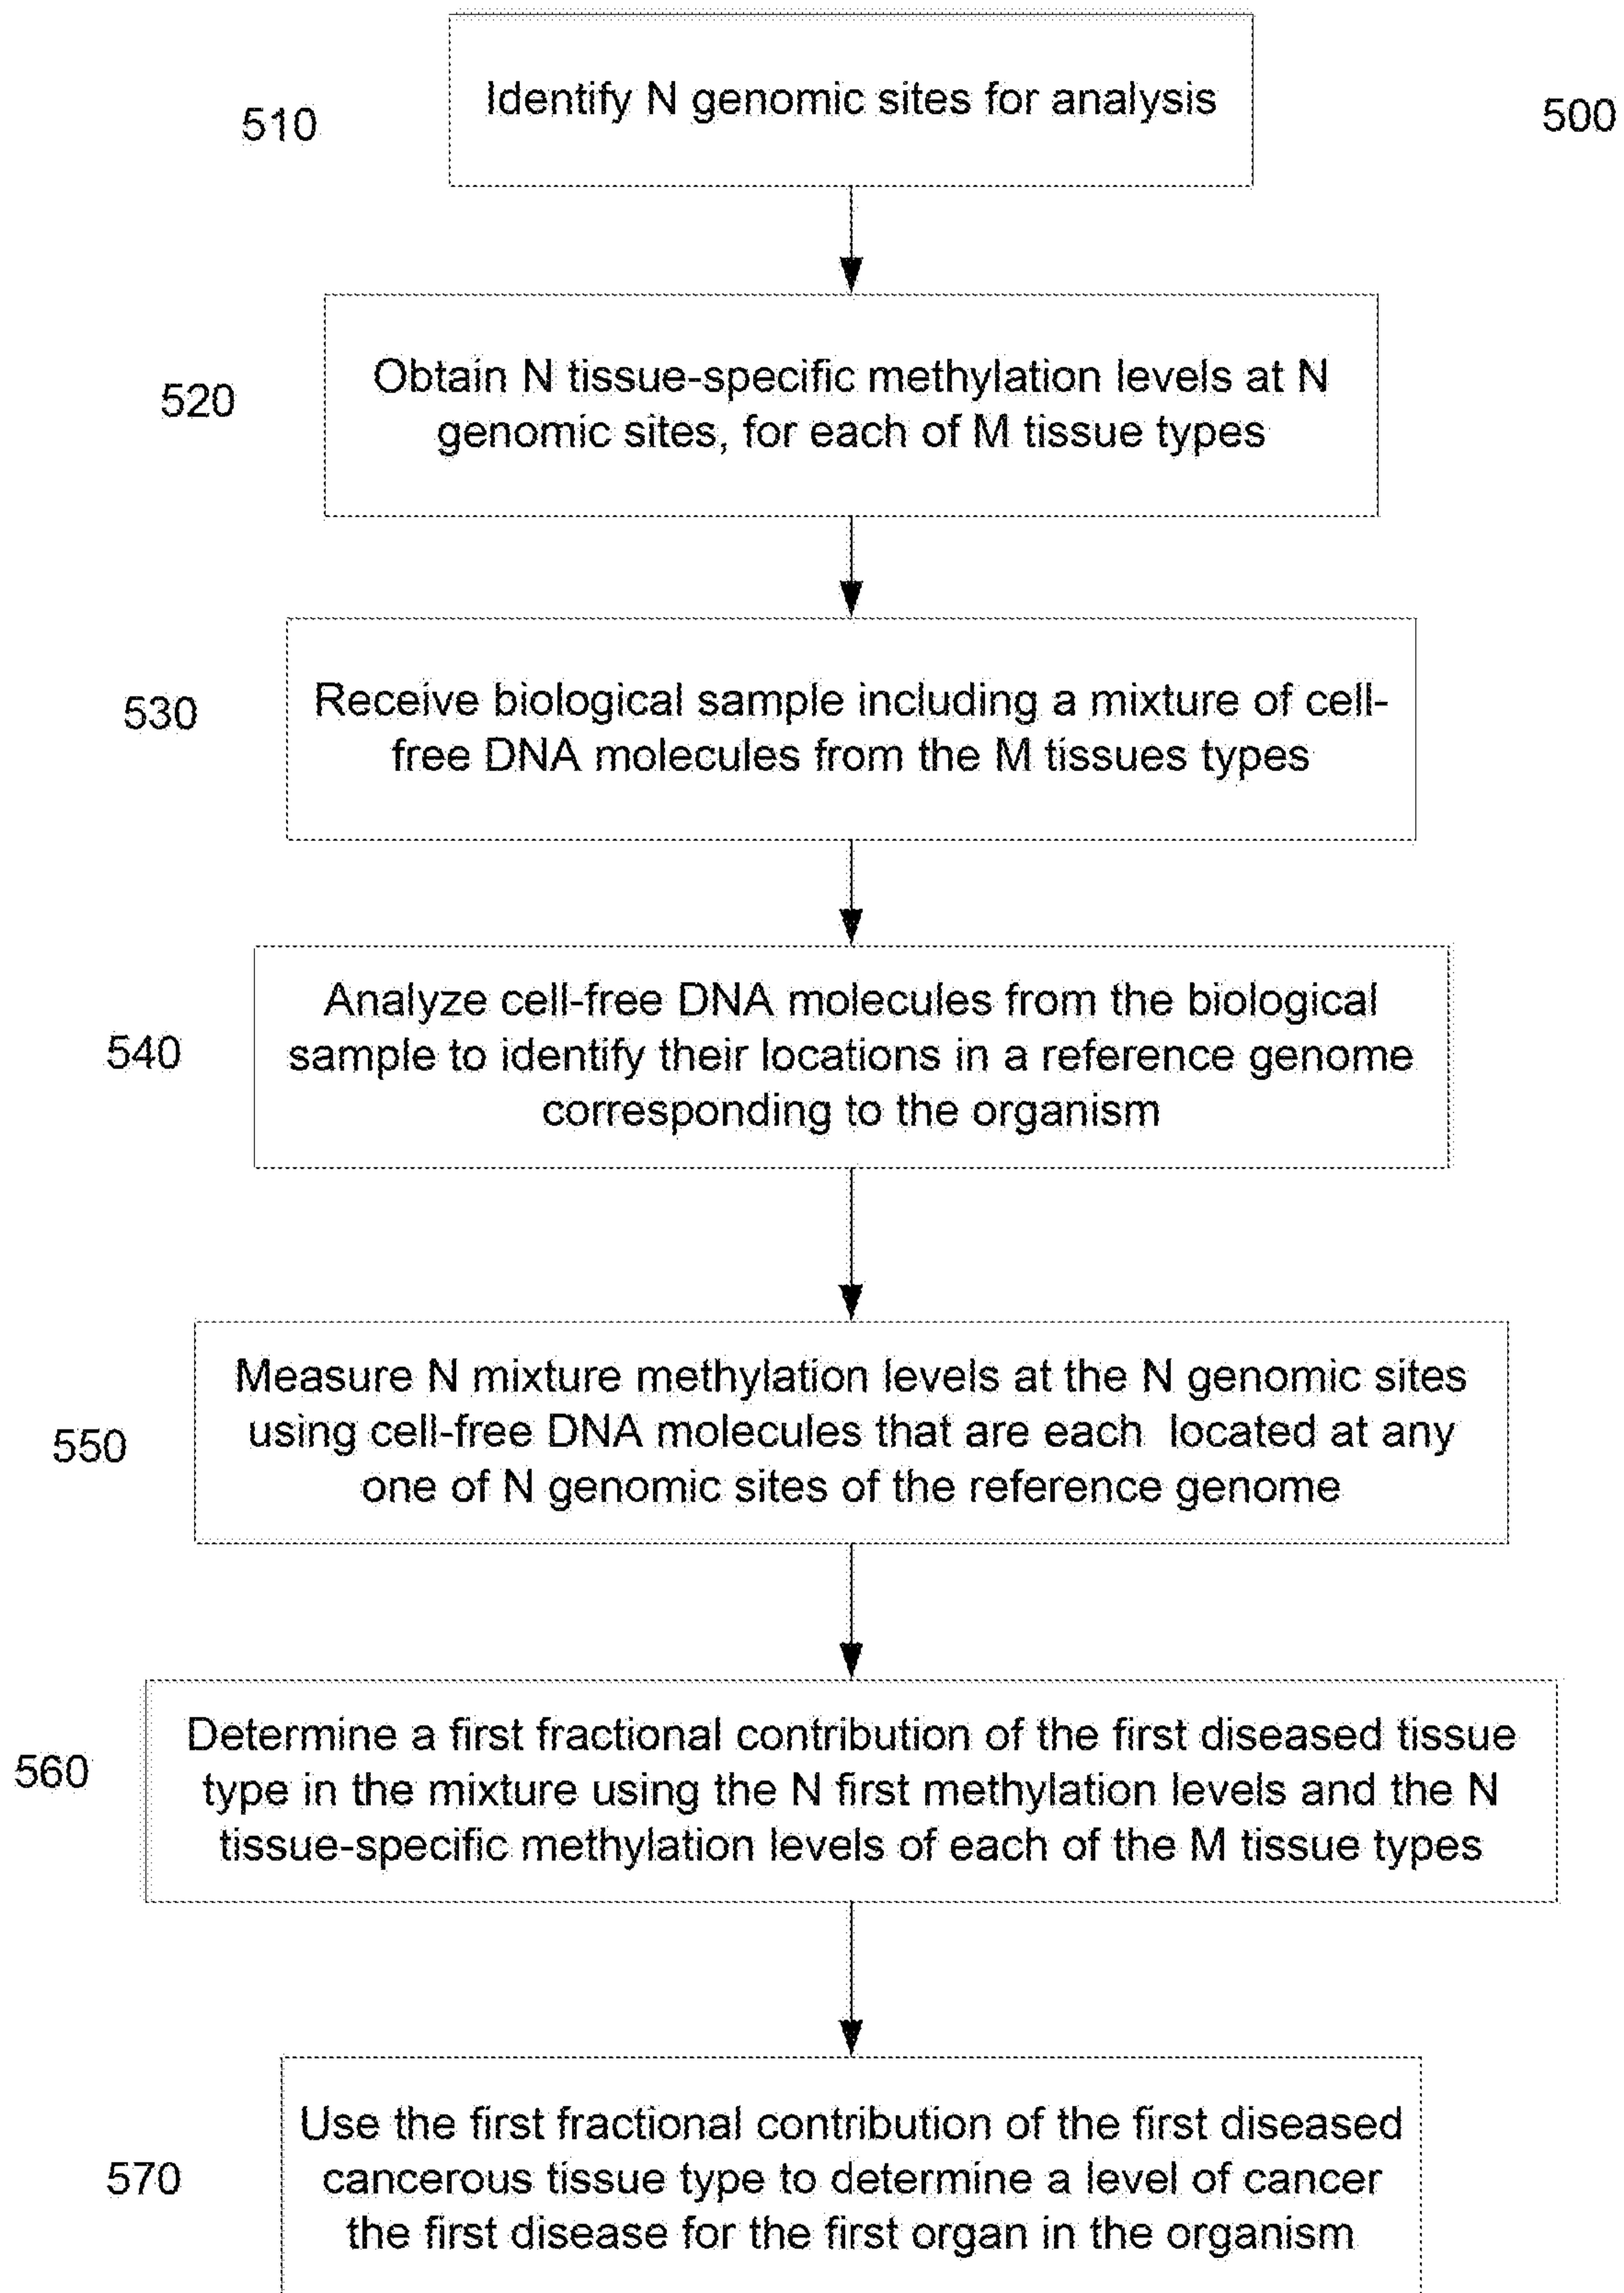 Identify N genomic sites for analysis
510
500
Obtain N tissue-specific methylation levels at N
genomic sites, for each of M tissue types
520
Receive biological sample including a mixture of cell-
free DNA molecules from the M tissues types
530
Analyze cell-free DNA molecules from the biological
sample to identify their locations in a reference genome
corresponding to the organism
540
Measure N mixture methylation levels at the N genomic sites
using cell-free DNA molecules that are each located at any
one of N genomic sites of the reference genome
550
Determine a first fractional contribution of the first diseased tissue
type in the mixture using the N first methylation levels and the N
tissue-specific methylation levels of each of the M tissue types
560
Use the first fractional contribution of the first diseased
cancerous tissue type to determine a level of cancer
the first disease for the first organ in the organism
570